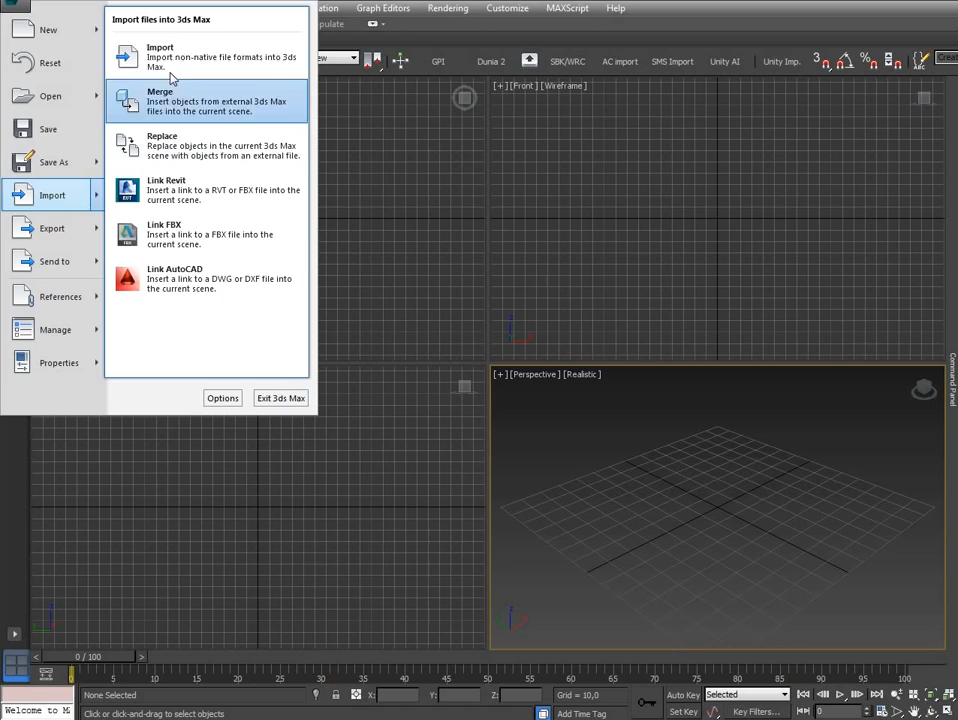 Import files into 3ds Max
ation Graph Editors Rendering Customize MAXScript Help
pulate
New
Import
Import non-native file formats into 3ds
Max.
ew GPI Dunia 2 SBK/WRC AC import SMS Import Unity AI Unity Imp. 3 % ABC Create
Reset
Open
Merge
Insert objects from external 3ds Max
files into the current scene.
[+] [Front] [Wireframe]
Save
Save As
Replace
Replace objects in the current 3ds Max
scene with objects from an external file.
Import
Link Revit
Insert a link to a RVT or FBX file into the
current scene.
Export
Link FBX
Insert a link to a FBX file into the
current scene.
Send to
Link AutoCAD
Insert a link to a DWG or DXF file into
the current scene.
References
Manage
Properties
Options Exit 3ds Max
[+] [Perspective] [Realistic]
Command Panel
< 0 / 100 >
0 5 10 15 20 25 30 35 40 45 50 55 60 65 70 75 80 85 90 95 100
None Selected X: Y: Z: Grid = 10,0 Auto Key Selected
Welcome to M Click or click-and-drag to select objects Add Time Tag Set Key Key Filters... 0